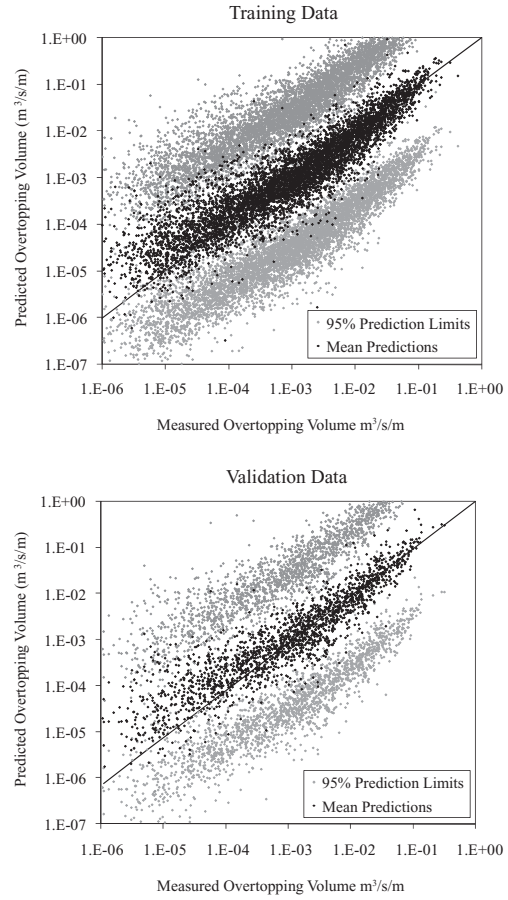 Training Data
Predicted Overtopping Volume (m³/s/m)
1.E+00
1.E-01
1.E-02
1.E-03
1.E-04
1.E-05
1.E-06
1.E-07
95% Prediction Limits
Mean Predictions
1.E-06 1.E-05 1.E-04 1.E-03 1.E-02 1.E-01 1.E+00
Measured Overtopping Volume m³/s/m
Validation Data
Predicted Overtopping Volume (m³/s/m)
1.E+00
1.E-01
1.E-02
1.E-03
1.E-04
1.E-05
1.E-06
1.E-07
95% Prediction Limits
Mean Predictions
1.E-06 1.E-05 1.E-04 1.E-03 1.E-02 1.E-01 1.E+00
Measured Overtopping Volume m³/s/m